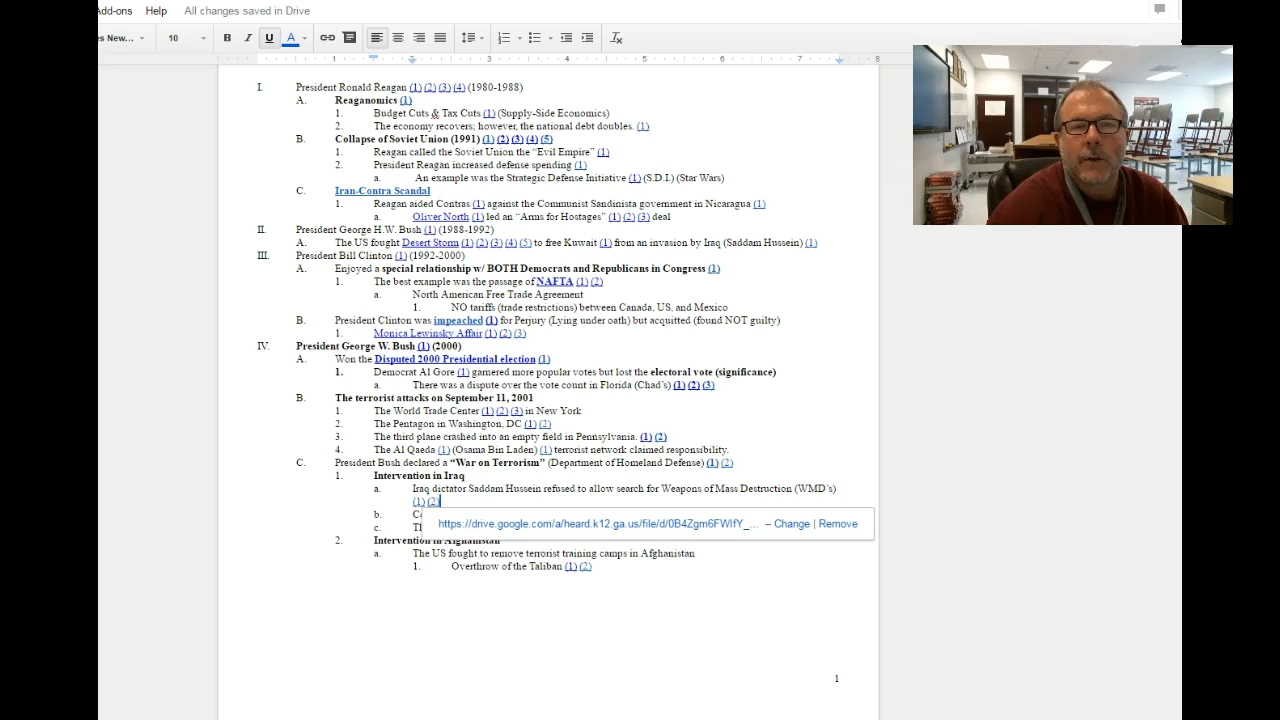 Add-ons Help All changes saved in Drive
es New... 10 B I U A
1 2 3 4 5 6 7 8
I. President Ronald Reagan (1) (2) (3) (4) (1980-1988)
A. Reaganomics (1)
1. Budget Cuts & Tax Cuts (1) (Supply-Side Economics)
2. The economy recovers; however, the national debt doubles. (1)
B. Collapse of Soviet Union (1991) (1) (2) (3) (4) (5)
1. Reagan called the Soviet Union the “Evil Empire” (1)
2. President Reagan increased defense spending (1)
a. An example was the Strategic Defense Initiative (1) (S.D.I.) (Star Wars)
C. Iran-Contra Scandal
1. Reagan aided Contras (1) against the Communist Sandinista government in Nicaragua (1)
a. Oliver North (1) led an “Arms for Hostages” (1) (2) (3) deal
II. President George H.W. Bush (1) (1988-1992)
A. The US fought Desert Storm (1) (2) (3) (4) (5) to free Kuwait (1) from an invasion by Iraq (Saddam Hussein) (1)
III. President Bill Clinton (1) (1992-2000)
A. Enjoyed a special relationship w/ BOTH Democrats and Republicans in Congress (1)
1. The best example was the passage of NAFTA (1) (2)
a. North American Free Trade Agreement
1. NO tariffs (trade restrictions) between Canada, US, and Mexico
B. President Clinton was impeached (1) for Perjury (Lying under oath) but acquitted (found NOT guilty)
1. Monica Lewinsky Affair (1) (2) (3)
IV. President George W. Bush (1) (2000)
A. Won the Disputed 2000 Presidential election (1)
1. Democrat Al Gore (1) garnered more popular votes but lost the electoral vote (significance)
a. There was a dispute over the vote count in Florida (Chad’s) (1) (2) (3)
B. The terrorist attacks on September 11, 2001
1. The World Trade Center (1) (2) (3) in New York
2. The Pentagon in Washington, DC (1) (2)
3. The third plane crashed into an empty field in Pennsylvania. (1) (2)
4. The Al Qaeda (1) (Osama Bin Laden) (1) terrorist network claimed responsibility.
C. President Bush declared a “War on Terrorism” (Department of Homeland Defense) (1) (2)
1. Intervention in Iraq
a. Iraq dictator Saddam Hussein refused to allow search for Weapons of Mass Destruction (WMD’s)
(1) (2)
b.
https://drive.google.com/a/heard.k12.ga.us/file/d/0B4Zgm6FWIfY_... – Change | Remove
c.
2. Intervention in Afghanistan
a. The US fought to remove terrorist training camps in Afghanistan
1. Overthrow of the Taliban (1) (2)
1